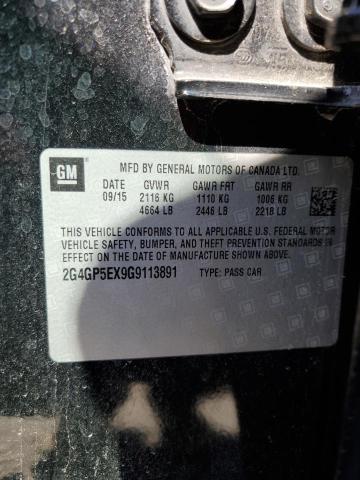 GM
MFD BY GENERAL MOTORS OF CANADA LTD.
DATE GVWR GAWR FRT GAWR RR
09/15 2116 KG 1110 KG 1006 KG
4664 LB 2446 LB 2218 LB
THIS VEHICLE CONFORMS TO ALL APPLICABLE U.S. FEDERAL MOTOR
VEHICLE SAFETY, BUMPER, AND THEFT PREVENTION STANDARDS IN
EFFECT ON THE DATE OF MANUFACTURE SHOWN ABOVE.
2G4GP5EX9G9113891 TYPE: PASS CAR